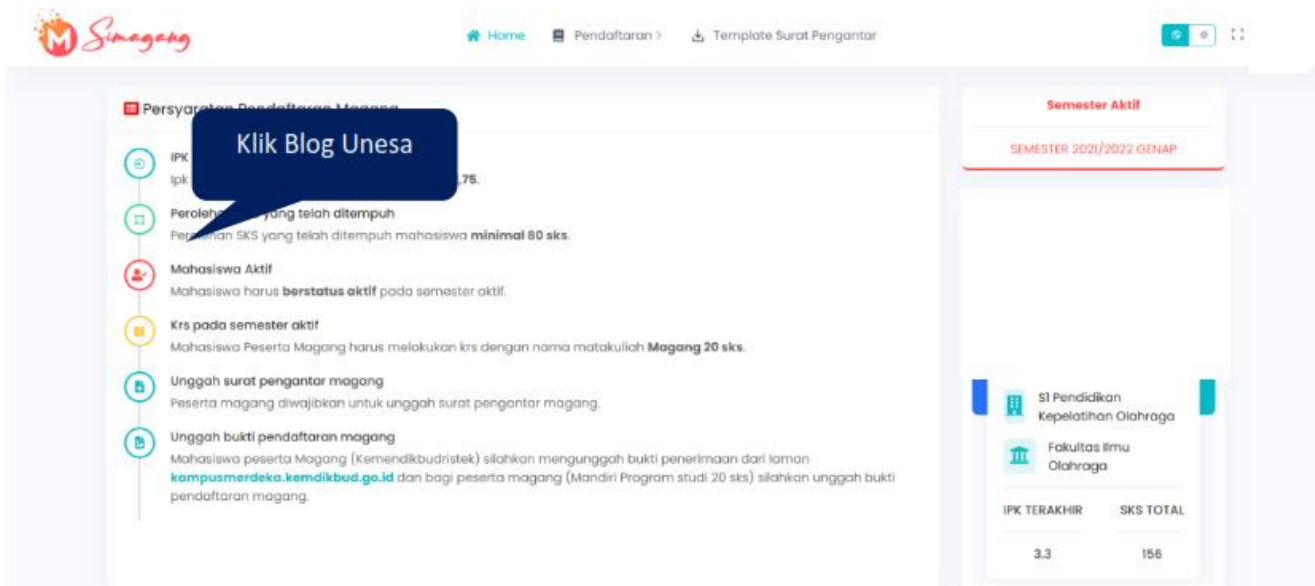 Simagang
Home
Pendaftaran >
Template Surat Pengantar
Persyaratan Pendaftaran Magang
Klik Blog Unesa
IPK
Ipk
,75.
yang telah ditempuh
Perolehan SKS yang telah ditempuh mahasiswa minimal 80 sks.
Mahasiswa Aktif
Mahasiswa harus berstatus aktif pada semester aktif.
Krs pada semester aktif
Mahasiswa Peserta Magang harus melakukan krs dengan nama matakuliah Magang 20 sks.
Unggah surat pengantar magang
Peserta magang diwajibkan untuk unggah surat pengantar magang.
Unggah bukti pendaftaran magang
Mahasiswa peserta Magang (Kemendikbudristek) silahkan mengunggah bukti penerimaan dari laman
kampusmerdeka.kemdikbud.go.id dan bagi peserta magang (Mandiri Program studi 20 sks) silahkan unggah bukti
pendaftaran magang.
Semester Aktif
SEMESTER 2021/2022 GENAP
S1 Pendidikan
Kepelatihan Olahraga
Fakultas Ilmu
Olahraga
IPK TERAKHIR SKS TOTAL
3.3 156